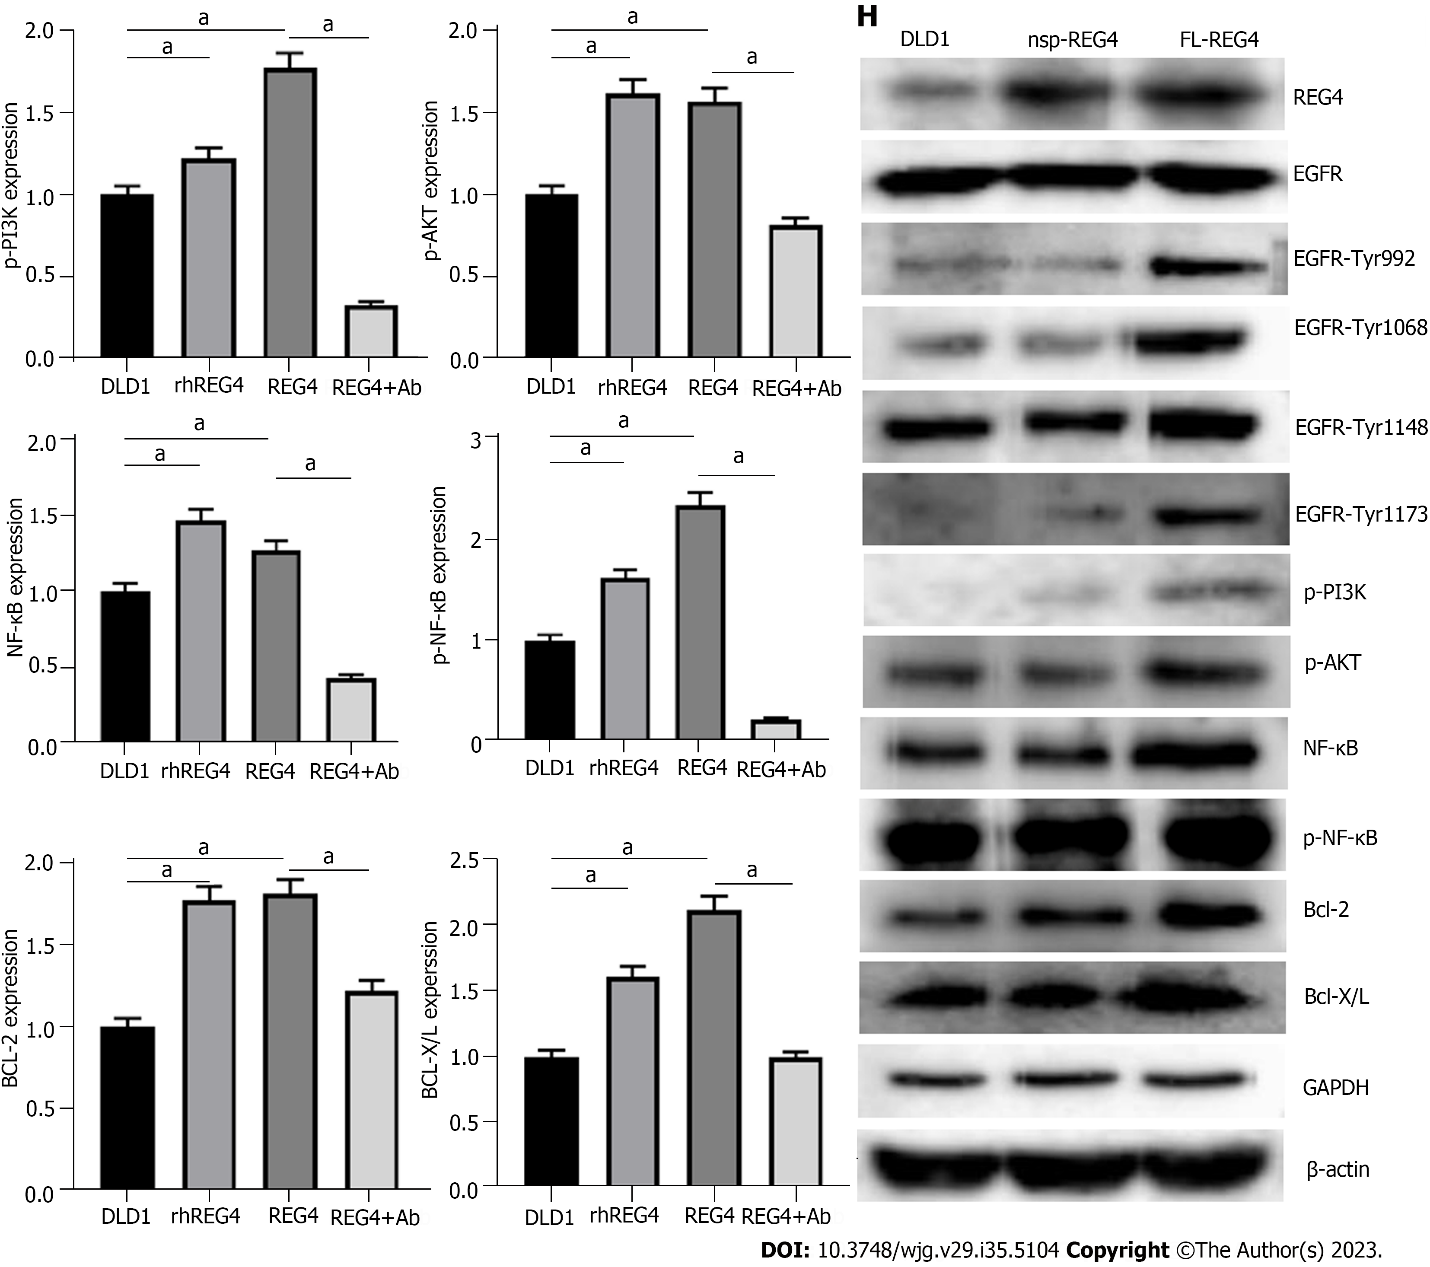 a
a
a
2.0
1.5
1.0
0.5
0.0
p-PI3K expression
DLD1 rhREG4 REG4 REG4+Ab
a
a
a
2.0
1.5
1.0
0.5
0.0
p-AKT expression
DLD1 rhREG4 REG4 REG4+Ab
a
a
a
2.0
1.5
1.0
0.5
0.0
NF-κB expression
DLD1 rhREG4 REG4 REG4+Ab
a
a
a
3
2
1
0
p-NF-κB expression
DLD1 rhREG4 REG4 REG4+Ab
a
a
a
2.0
1.5
1.0
0.5
0.0
BCL-2 expression
DLD1 rhREG4 REG4 REG4+Ab
a
a
a
2.5
2.0
1.5
1.0
0.5
0.0
BCL-X/L experssion
DLD1 rhREG4 REG4 REG4+Ab
H
DLD1 nsp-REG4 FL-REG4
REG4
EGFR
EGFR-Tyr992
EGFR-Tyr1068
EGFR-Tyr1148
EGFR-Tyr1173
p-PI3K
p-AKT
NF-κB
p-NF-κB
Bcl-2
Bcl-X/L
GAPDH
β-actin
DOI: 10.3748/wjg.v29.i35.5104 Copyright ©The Author(s) 2023.